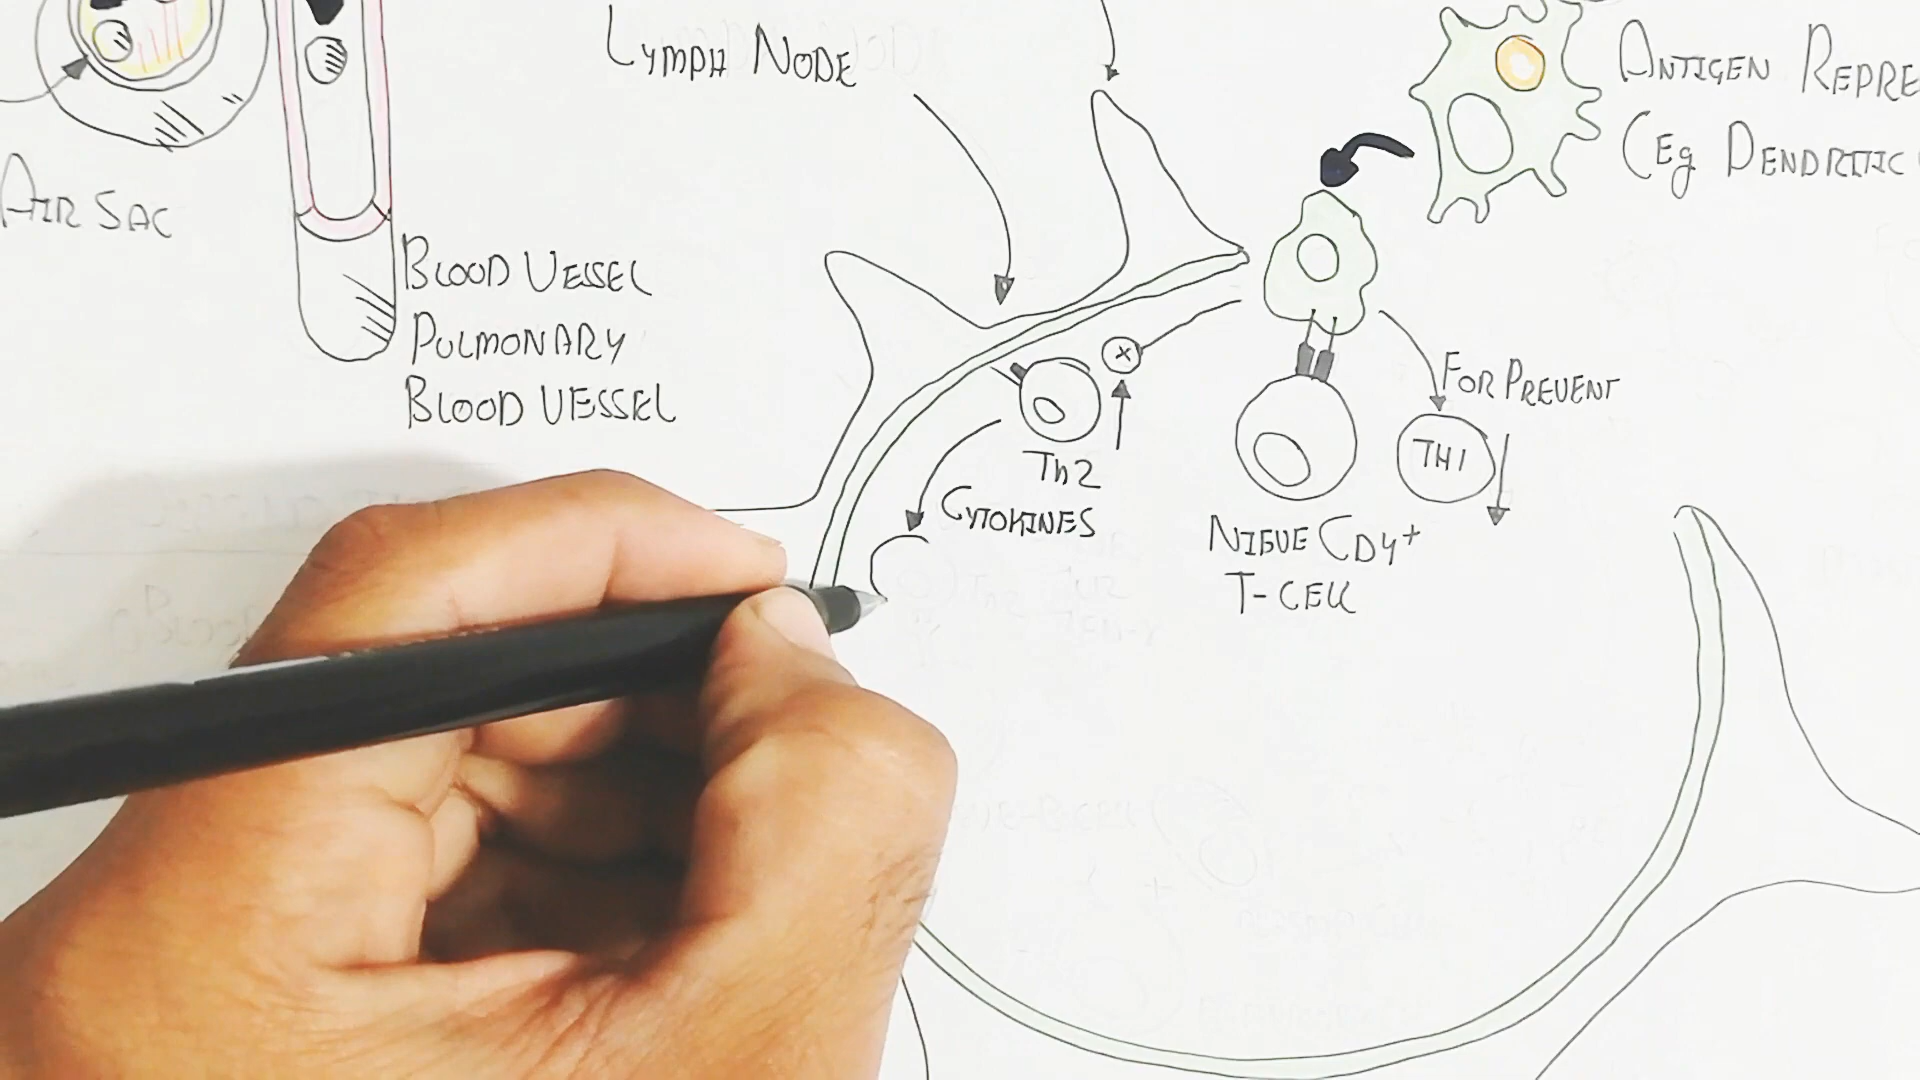 Lymph Node
Antigen Repre
(Eg Dendritic
Air Sac
Blood Vessel
Pulmonary
Blood Vessel
For Prevent
x
TH1
Th2
Cytokines
Nieve CD4+
T-Cell